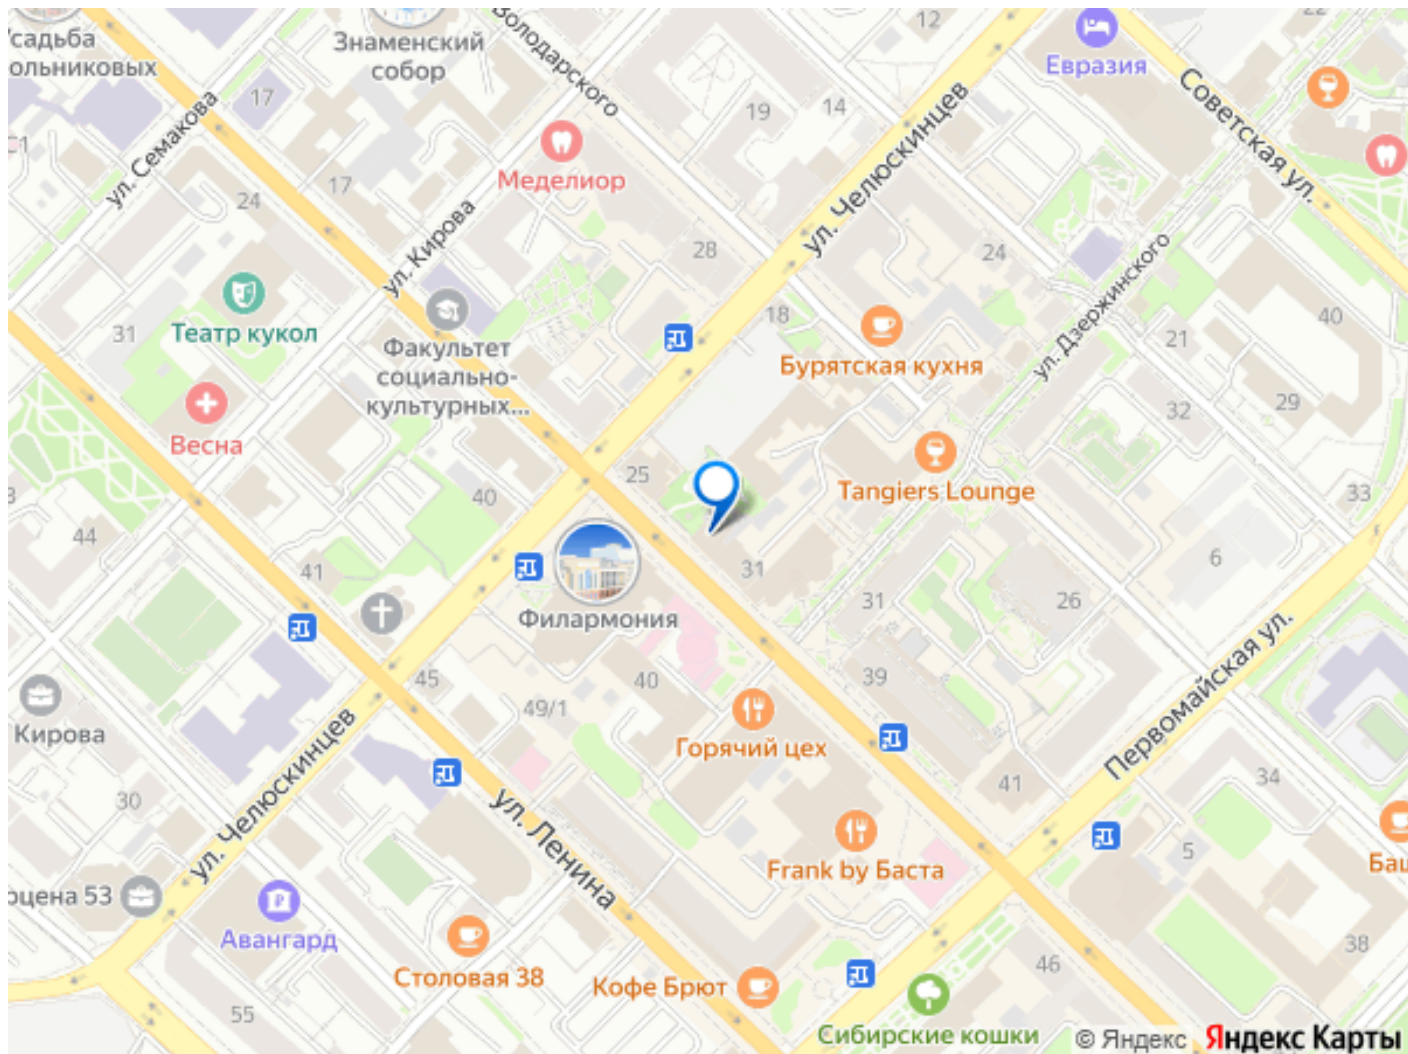 Усадьба
ольниковых
Знаменский
собор
Володарского
12
22
Евразия
Советская ул.
17
ул. Семакова
19
14
ул. Челюскинцев
17
24
Меделиор
ул. Кирова
28
24
ул. Дзержинского
Театр кукол
31
18
40
21
Факультет
социально-
культурных...
Бурятская кухня
29
32
Весна
25
40
Tangiers Lounge
33
44
41
31
6
31
26
Филармония
Первомайская ул.
45
40
39
49/1
Кирова
Горячий цех
ул. Челюскинцев
30
41
34
ул. Ленина
5
Frank by Баста
Баш
оцена 53
Авангард
Столовая 38
Кофе Брют
38
46
55
Сибирские кошки
© Яндекс Яндекс Карты